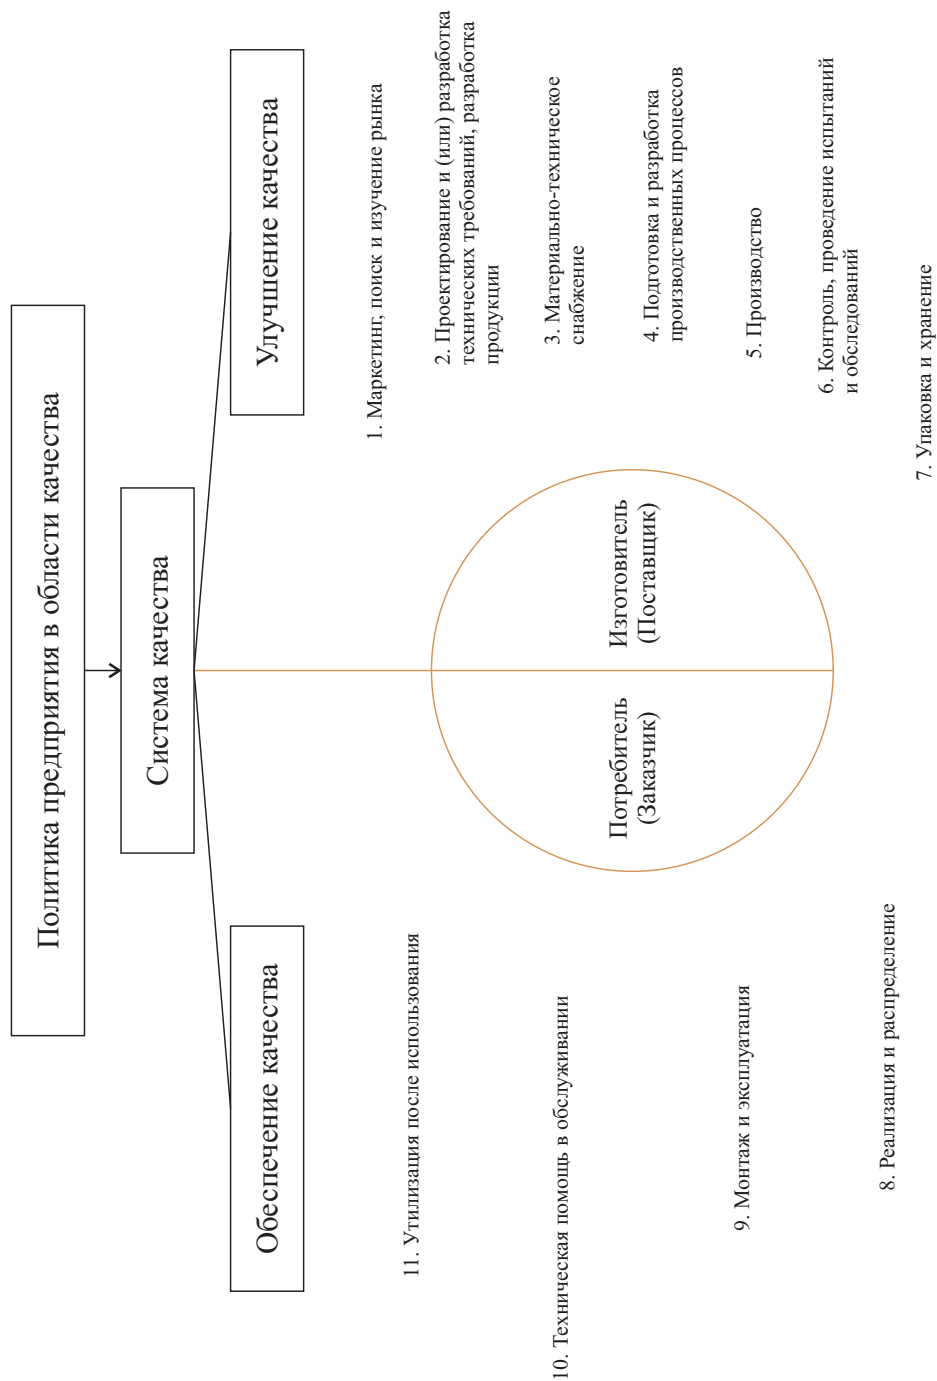 Политика предприятия в области качества
Система качества
Обеспечение качества
Улучшение качества
1. Маркетинг, поиск и изучение рынка
2. Проектирование и (или) разработка
технических требований, разработка
продукции
3. Материально-техническое
снабжение
4. Подготовка и разработка
производственных процессов
5. Производство
6. Контроль, проведение испытаний
и обследований
7. Упаковка и хранение
8. Реализация и распределение
9. Монтаж и эксплуатация
10. Техническая помощь в обслуживании
11. Утилизация после использования
Потребитель
(Заказчик)
Изготовитель
(Поставщик)